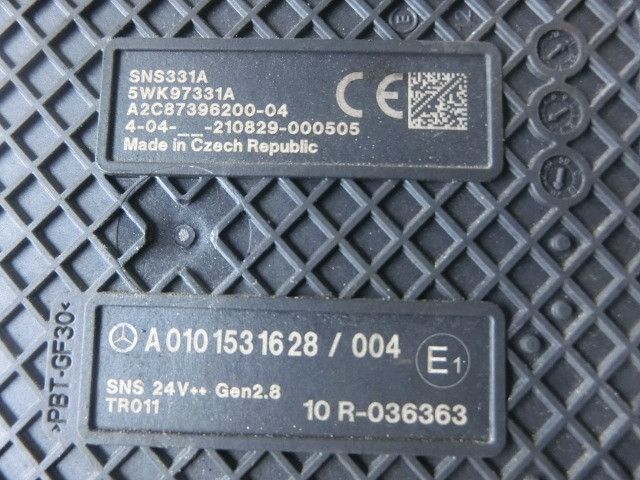 SNS331A
5WK97331A
A2C87396200-04
4-04-__-210829-000505
Made in Czech Republic
CE
>PBT-GF30<
A 010 153 16 28 / 004
E1
SNS 24V++ Gen2.8
TR011
10 R-036363